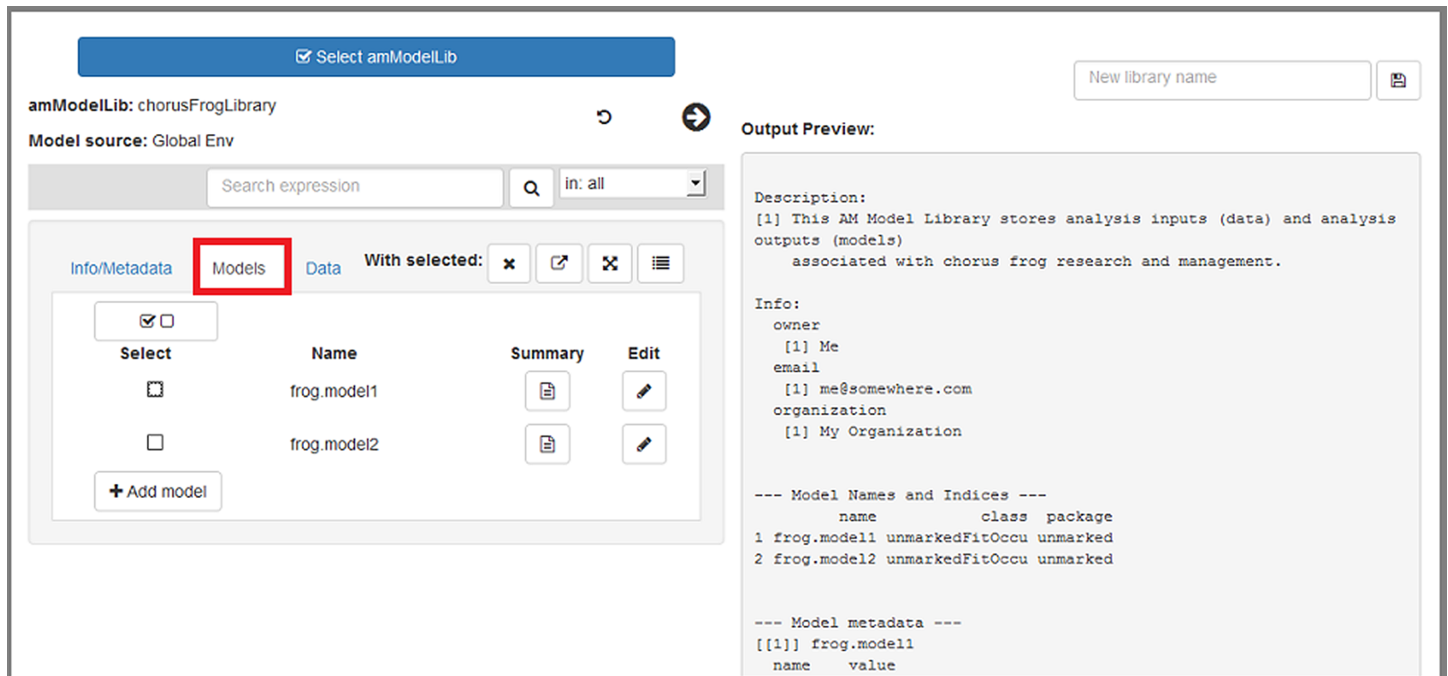 Select amModelLib
amModelLib: chorusFrogLibrary
Model source: Global Env
Search expression
in: all
Info/Metadata
Models
Data
With selected:
Select Name Summary Edit
frog.model1
frog.model2
Add model
New library name
Output Preview:
Description:
[1] This AM Model Library stores analysis inputs (data) and analysis
outputs (models)
associated with chorus frog research and management.
Info:
owner
[1] Me
email
[1] me@somewhere.com
organization
[1] My Organization
--- Model Names and Indices ---
name class package
1 frog.model1 unmarkedFitOccu unmarked
2 frog.model2 unmarkedFitOccu unmarked
--- Model metadata ---
[[1]] frog.model1
name value